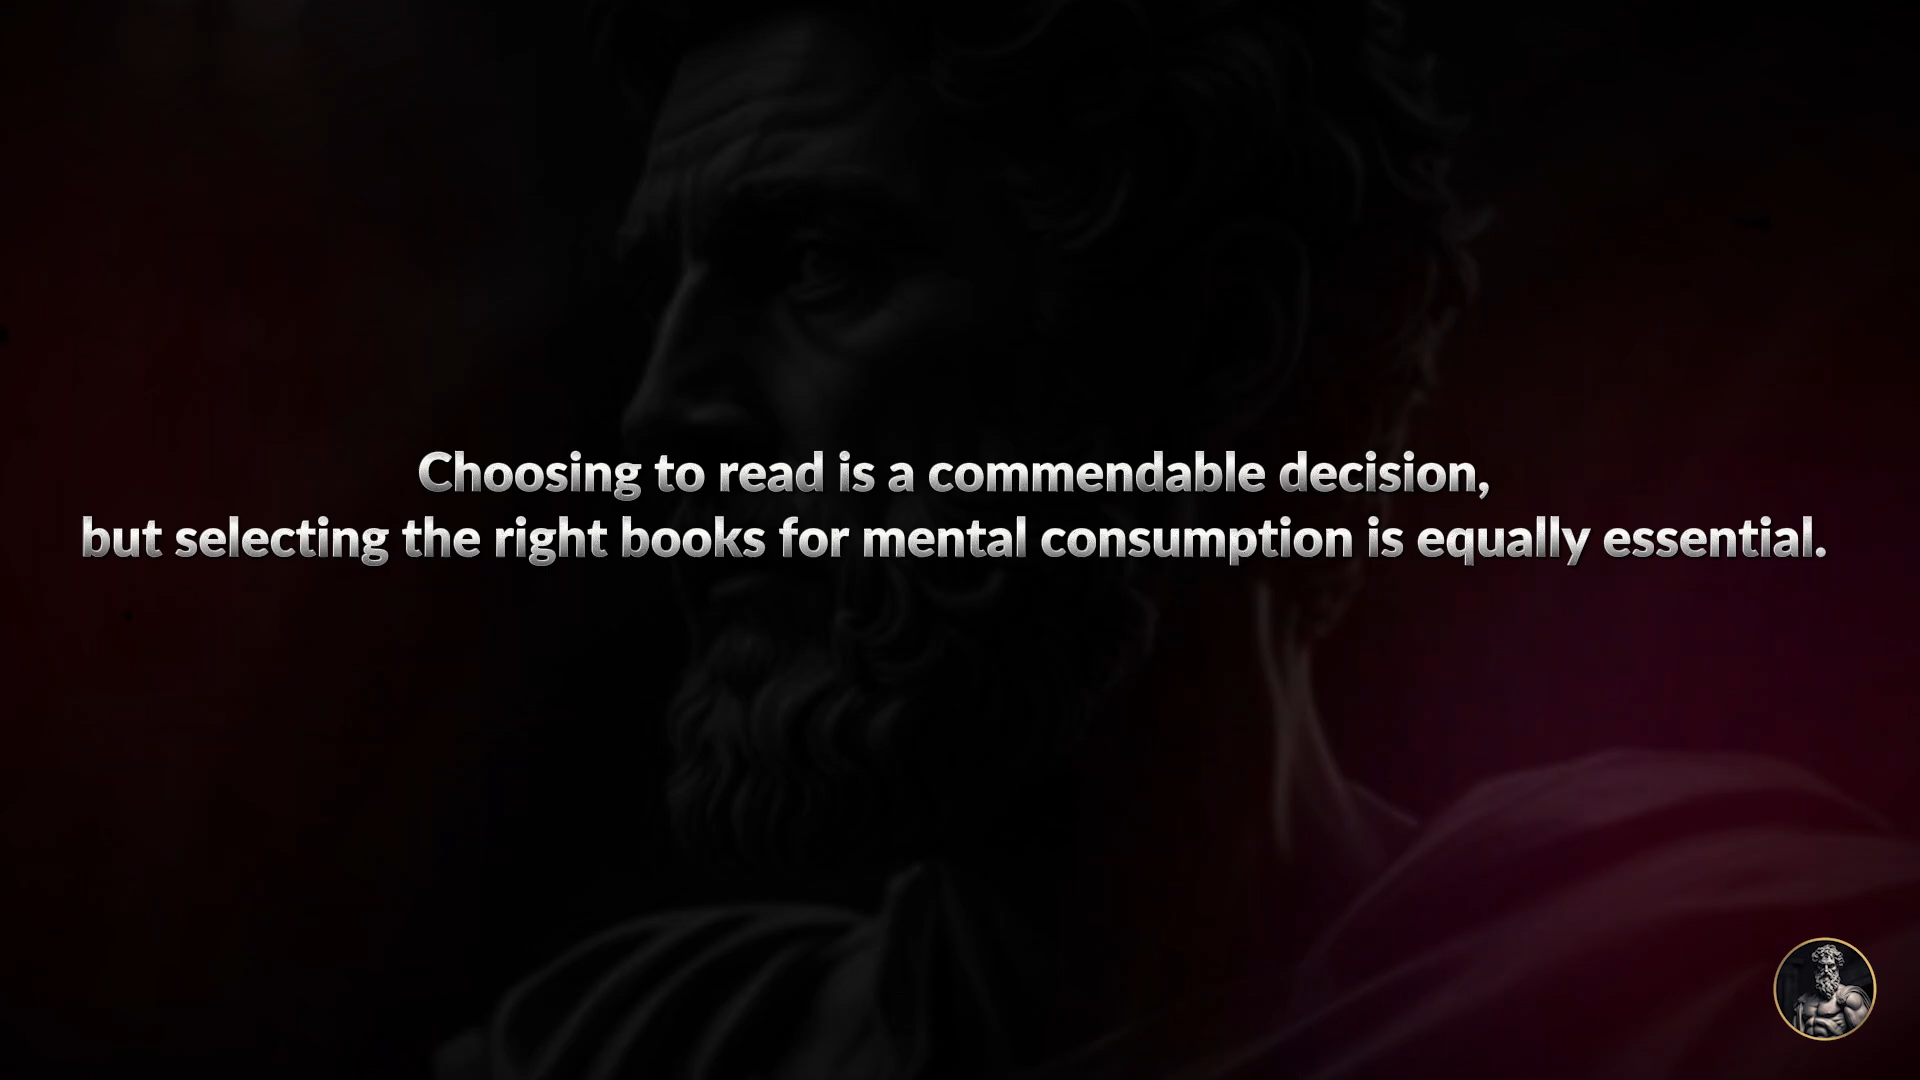 Choosing to read is a commendable decision,
but selecting the right books for mental consumption is equally essential.